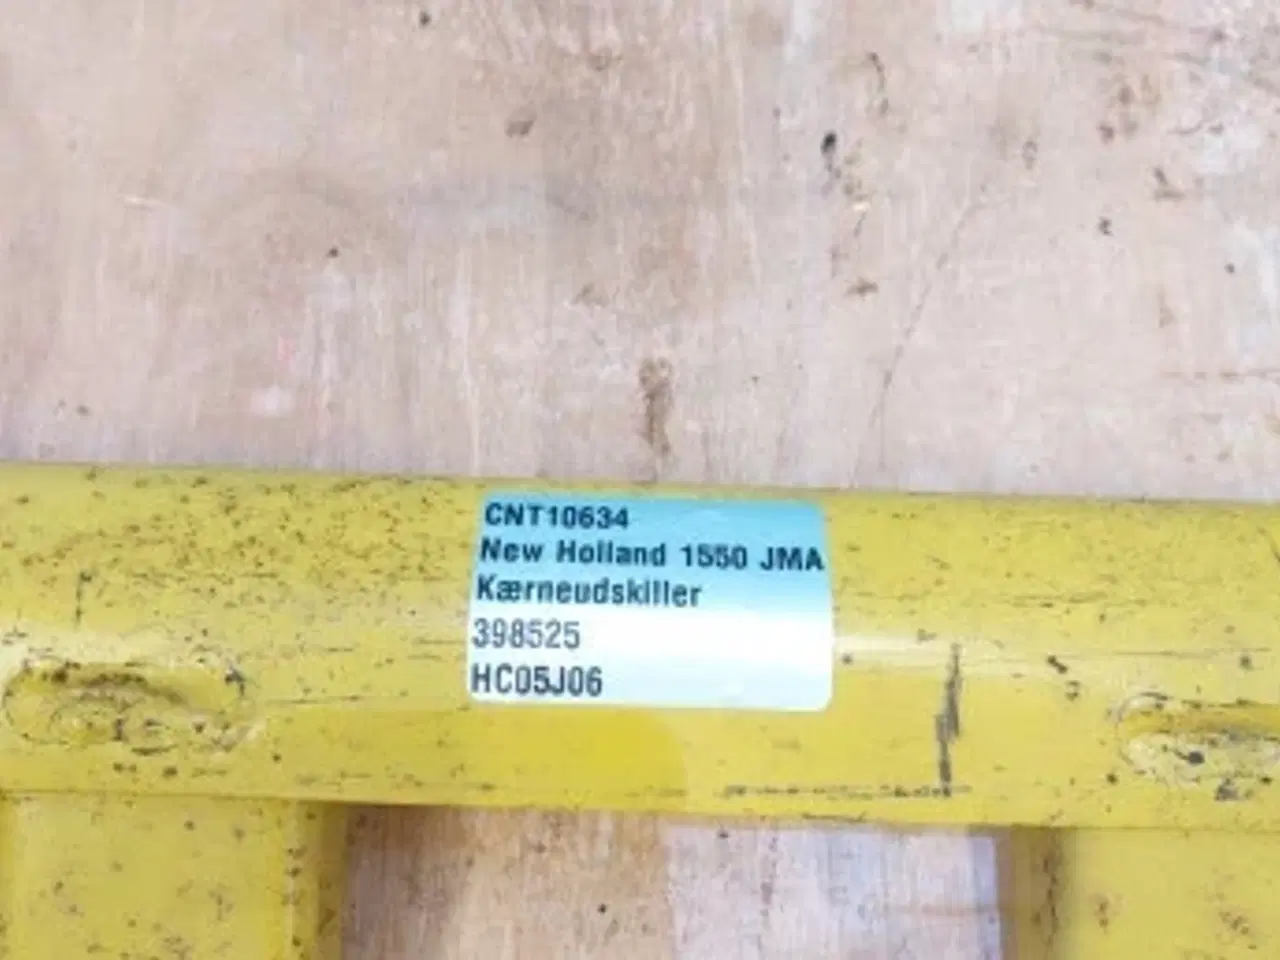 CNT10634
New Holland 1550 JMA
Kærneudskiller
398525
HC05J06